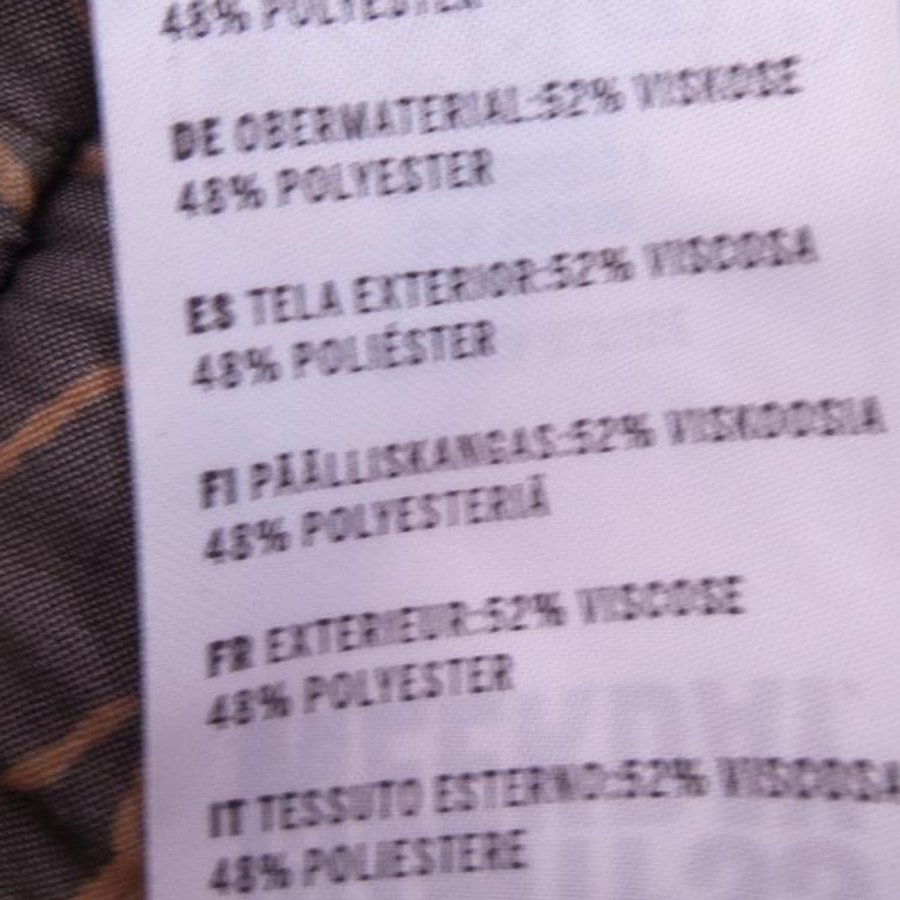 48% POLYESTER
DE OBERMATERIAL:52% VISKOSE
48% POLYESTER
ES TELA EXTERIOR:52% VISCOSA
48% POLIÉSTER
FI PÄÄLLISKANGAS:52% VISKOOSIA
48% POLYESTERIÄ
FR EXTERIEUR:52% VISCOSE
48% POLYESTER
IT TESSUTO ESTERNO:52% VISCOSA
48% POLIESTERE